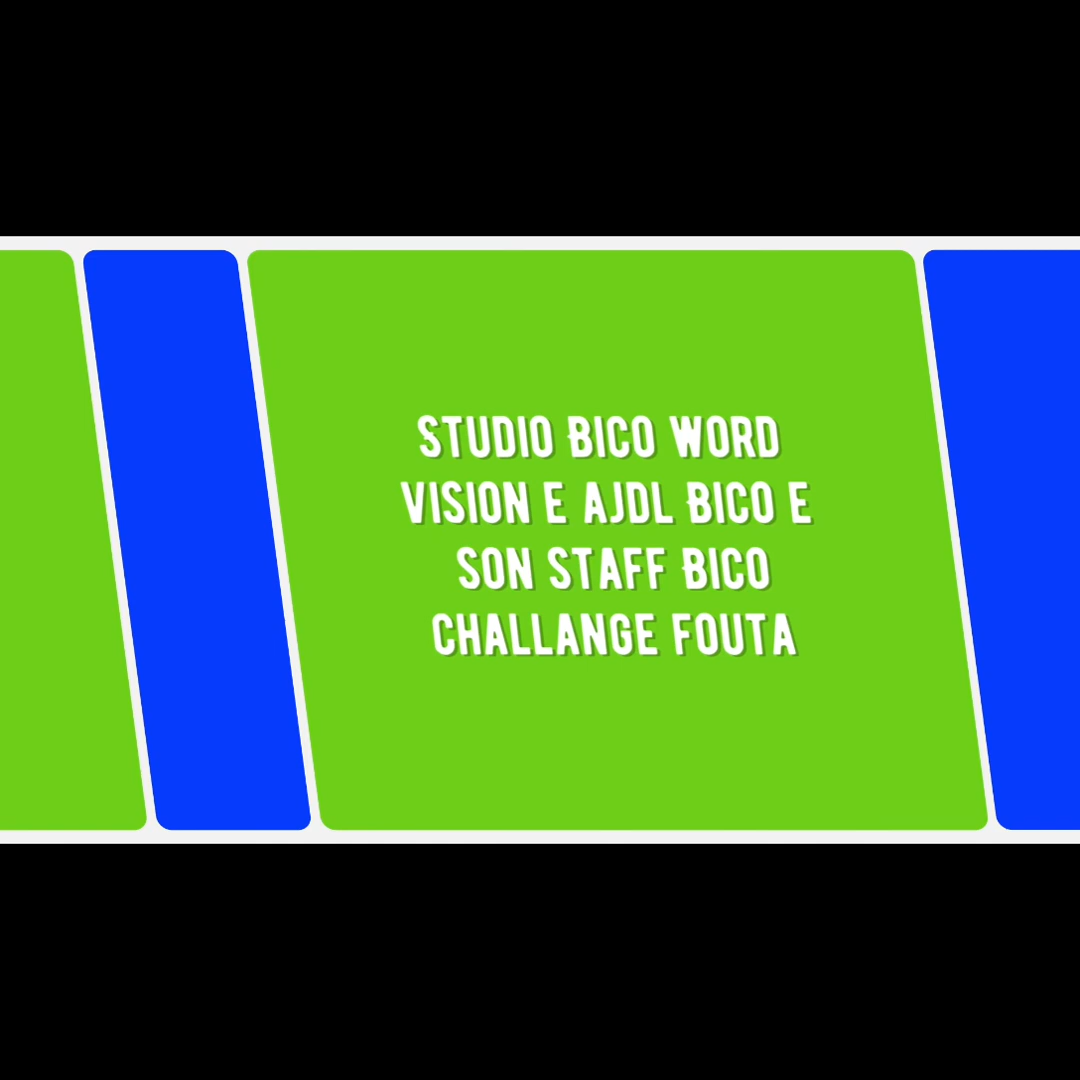 STUDIO BICO WORD
VISION E AJDL BICO E
SON STAFF BICO
CHALLANGE FOUTA